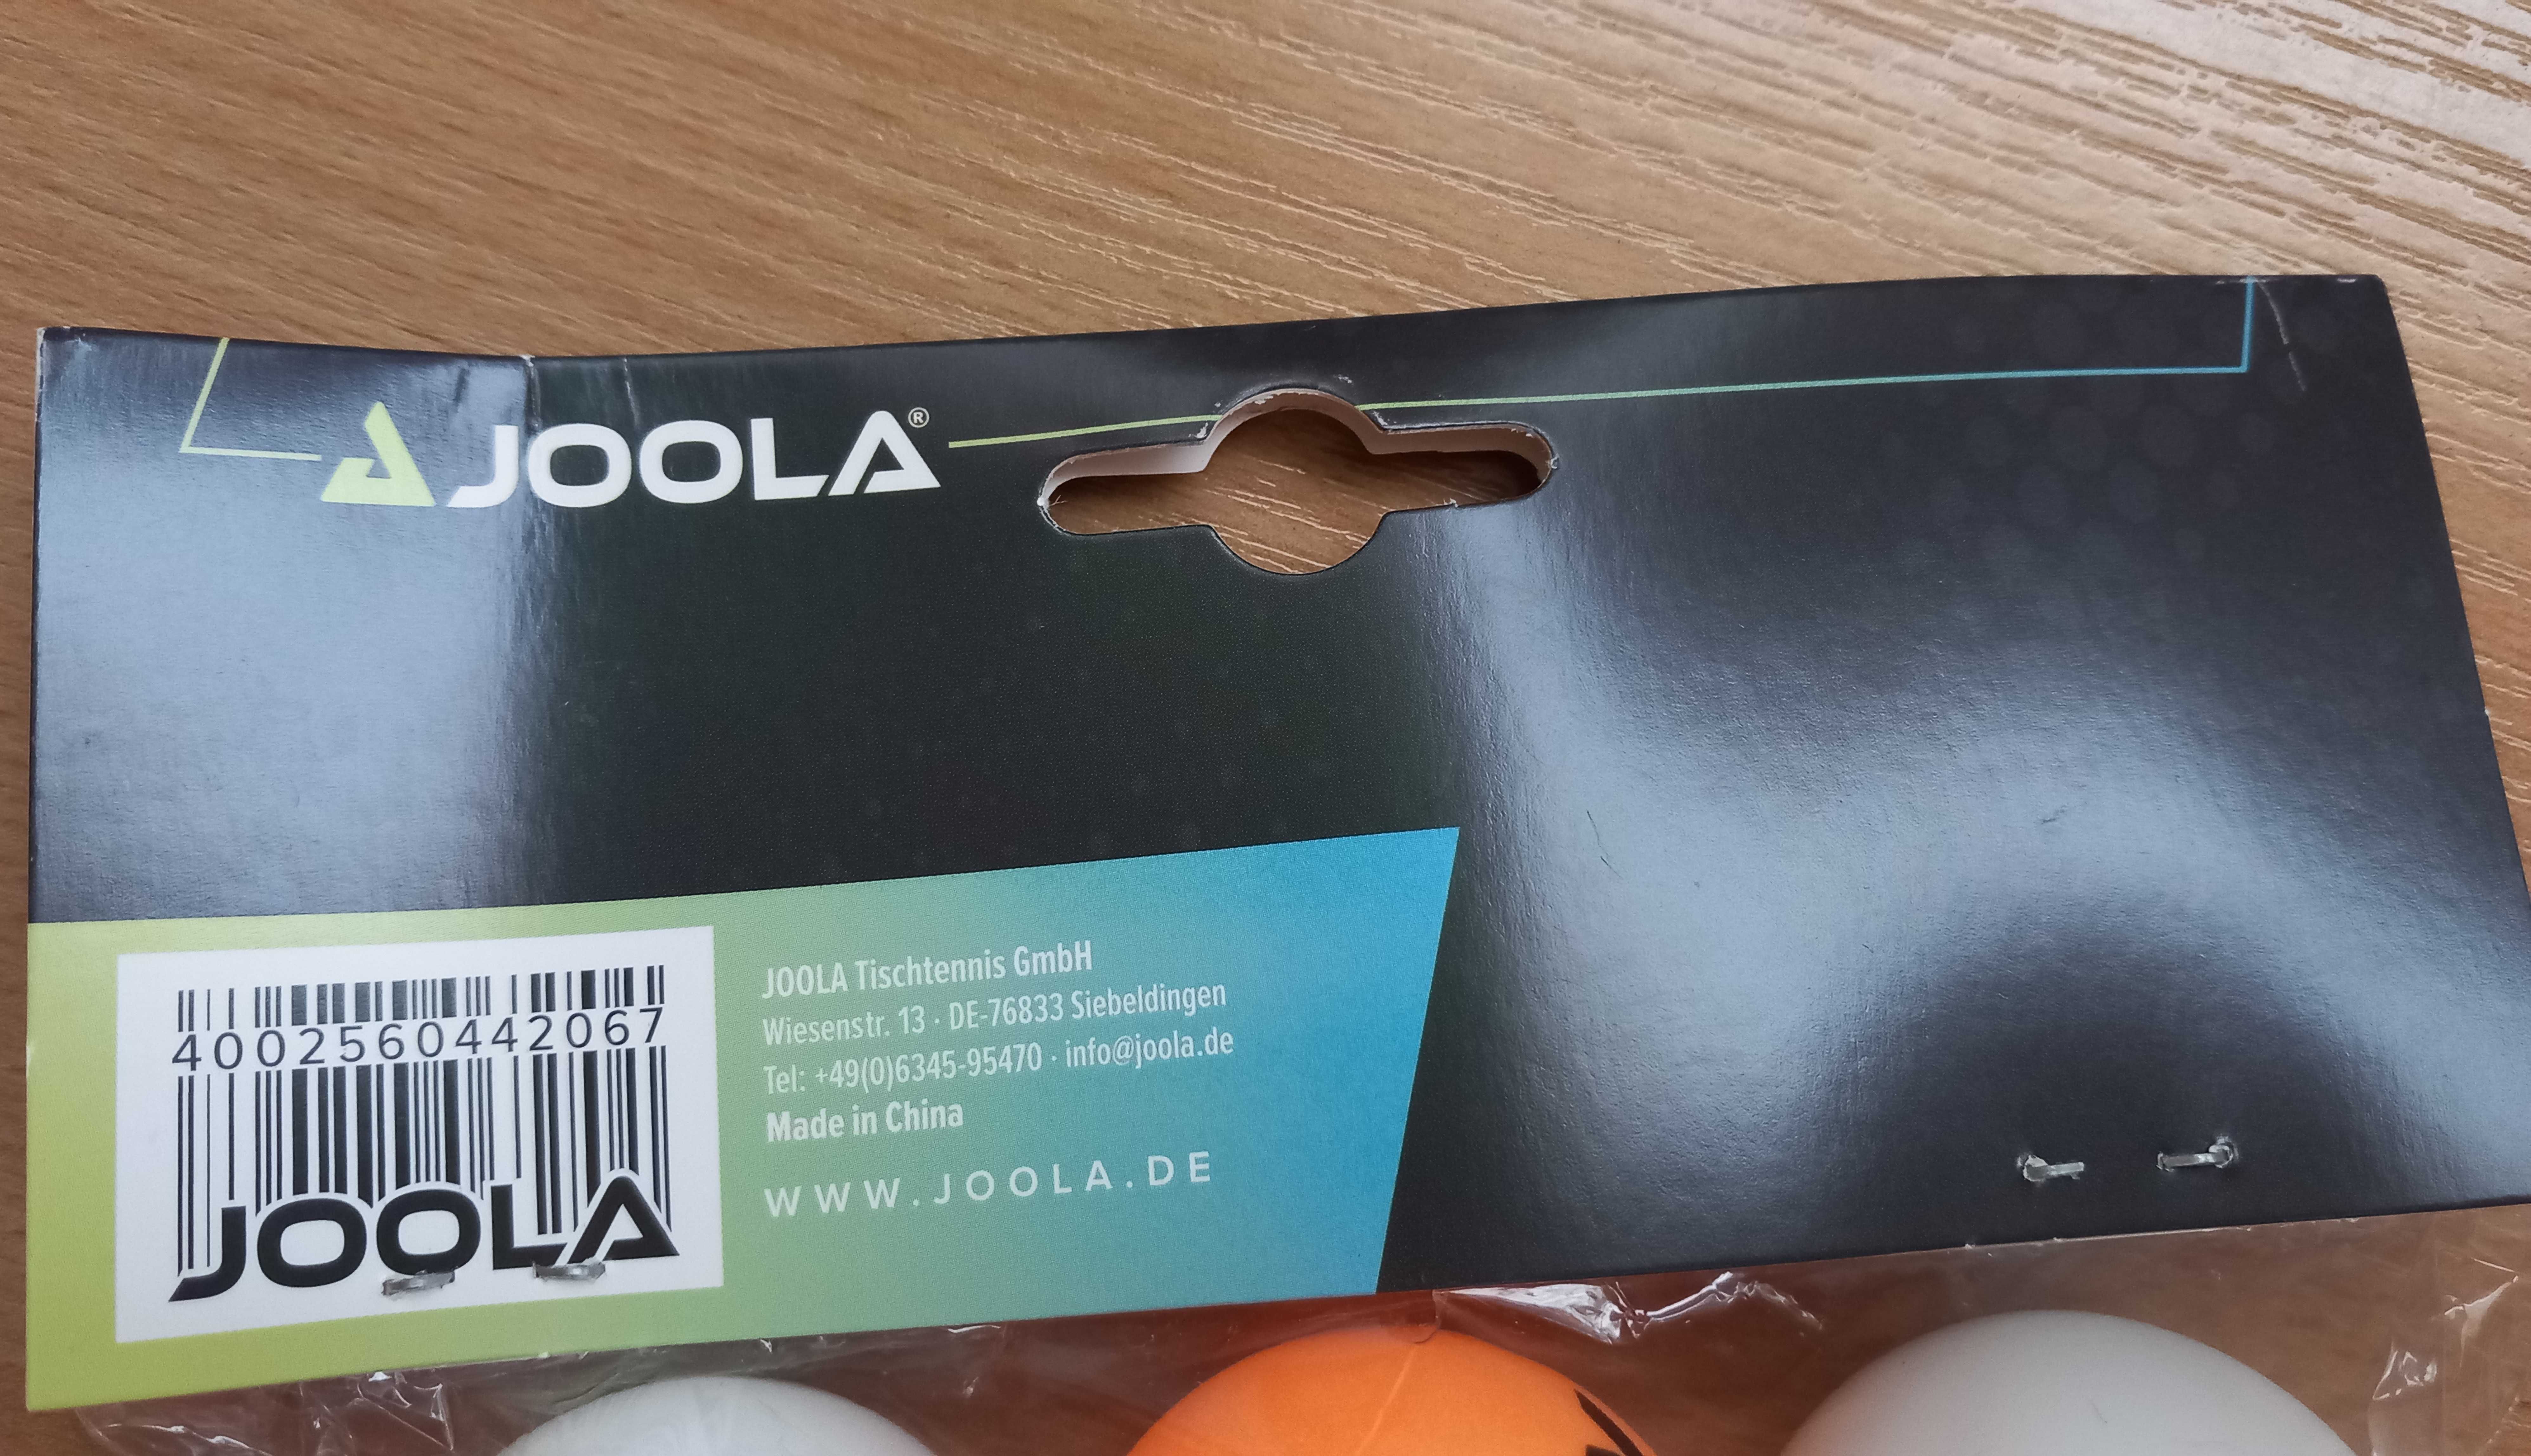 JOOLA®
4002560442067
JOOLA
JOOLA Tischtennis GmbH
Wiesenstr. 13 · DE-76833 Siebeldingen
Tel: +49(0)6345-95470 · info@joola.de
Made in China
WWW.JOOLA.DE